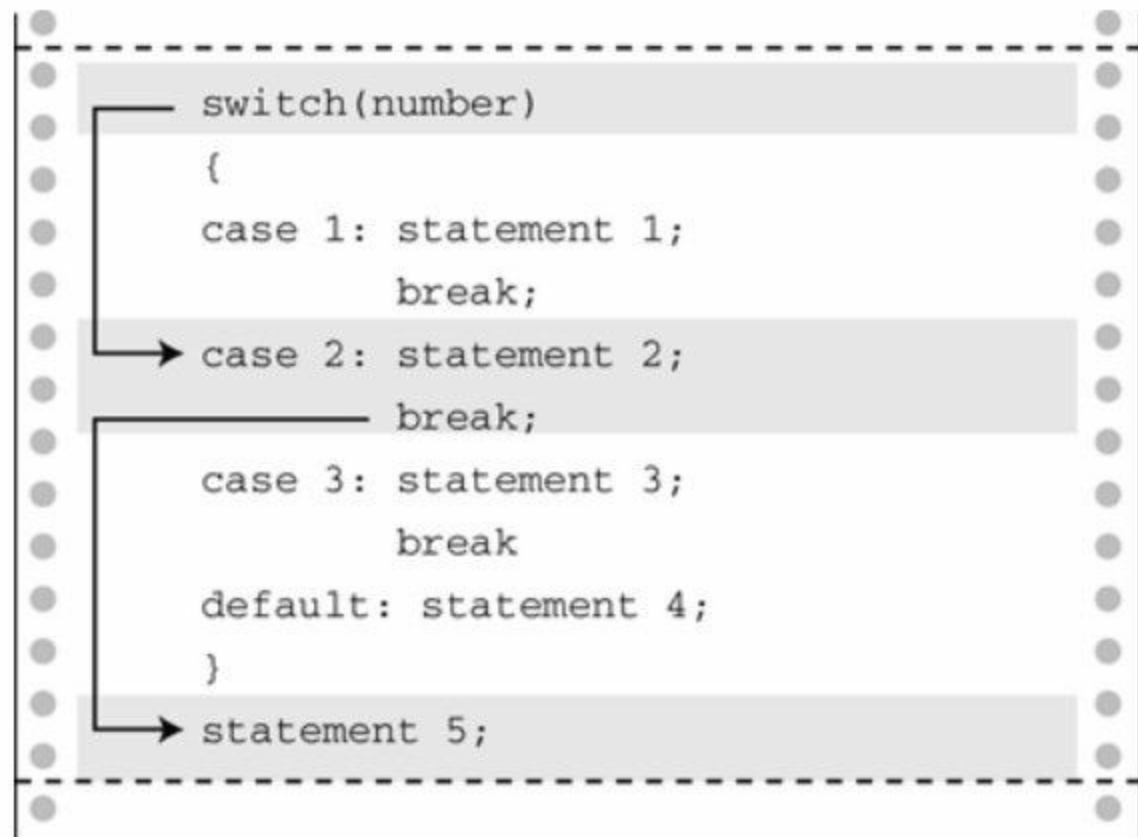 switch(number)
{
case 1: statement 1;
break;
case 2: statement 2;
break;
case 3: statement 3;
break
default: statement 4;
}
statement 5;